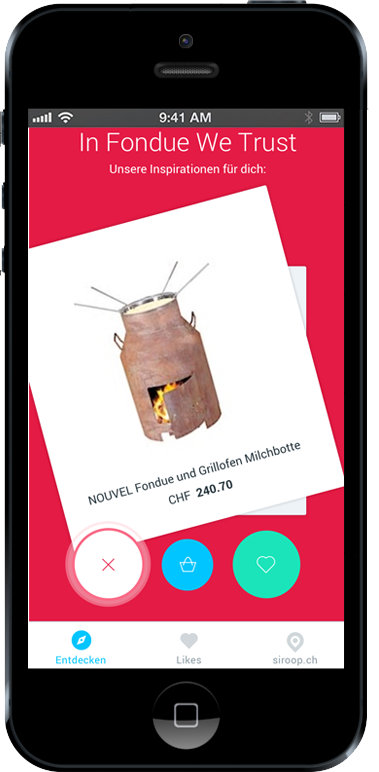 9:41 AM
In Fondue We Trust
Unsere Inspirationen für dich:
NOUVEL Fondue und Grillofen Milchbotte
CHF 240.70
Entdecken
Likes
siroop.ch